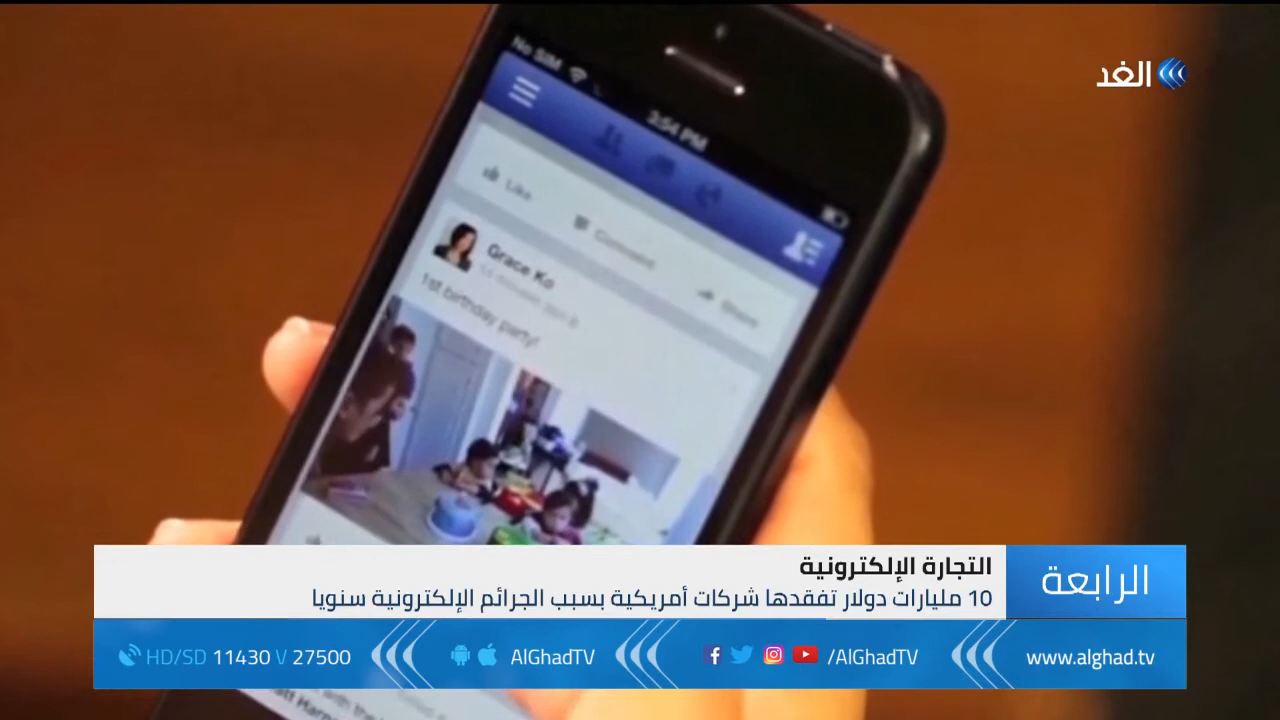 الغد
No SIM
3:54 PM
Like
Comment
Share
Grace Ko
1st birthday party!
التجارة الإلكترونية
الرابعة
10 مليارات دولار تفقدها شركات أمريكية بسبب الجرائم الإلكترونية سنويا
HD/SD 11430 V 27500
AlGhadTV
/AlGhadTV
www.alghad.tv